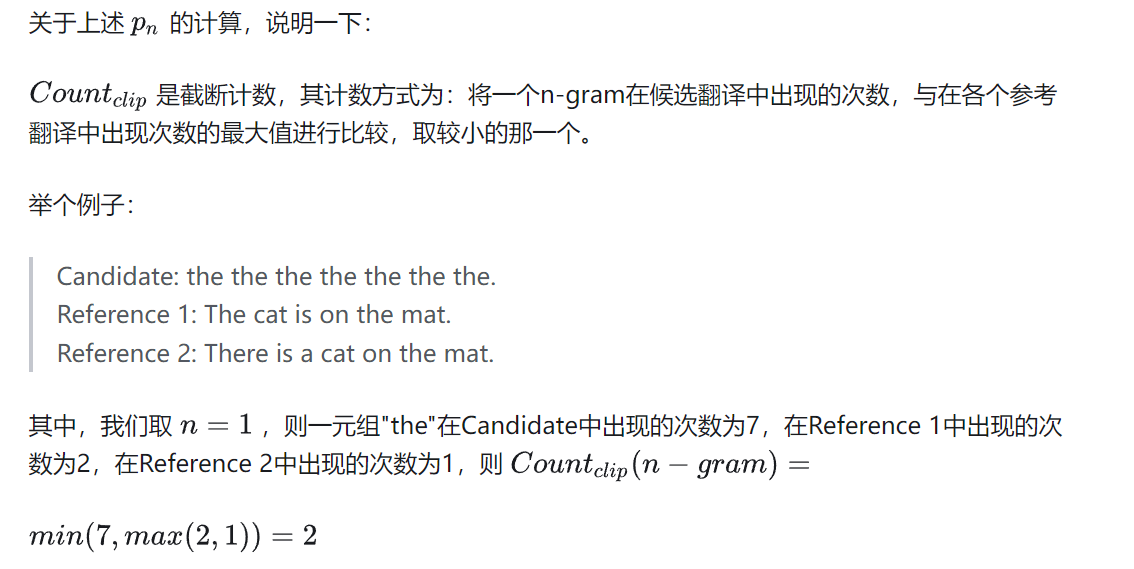 关于上述 pₙ 的计算，说明一下：
Count_clip 是截断计数，其计数方式为：将一个n-gram在候选翻译中出现的次数，与在各个参考
翻译中出现次数的最大值进行比较，取较小的那一个。
举个例子：
Candidate: the the the the the the the.
Reference 1: The cat is on the mat.
Reference 2: There is a cat on the mat.
其中，我们取 n = 1 ，则一元组"the"在Candidate中出现的次数为7，在Reference 1中出现的次
数为2，在Reference 2中出现的次数为1，则 Count_clip(n − gram) =
min(7, max(2, 1)) = 2